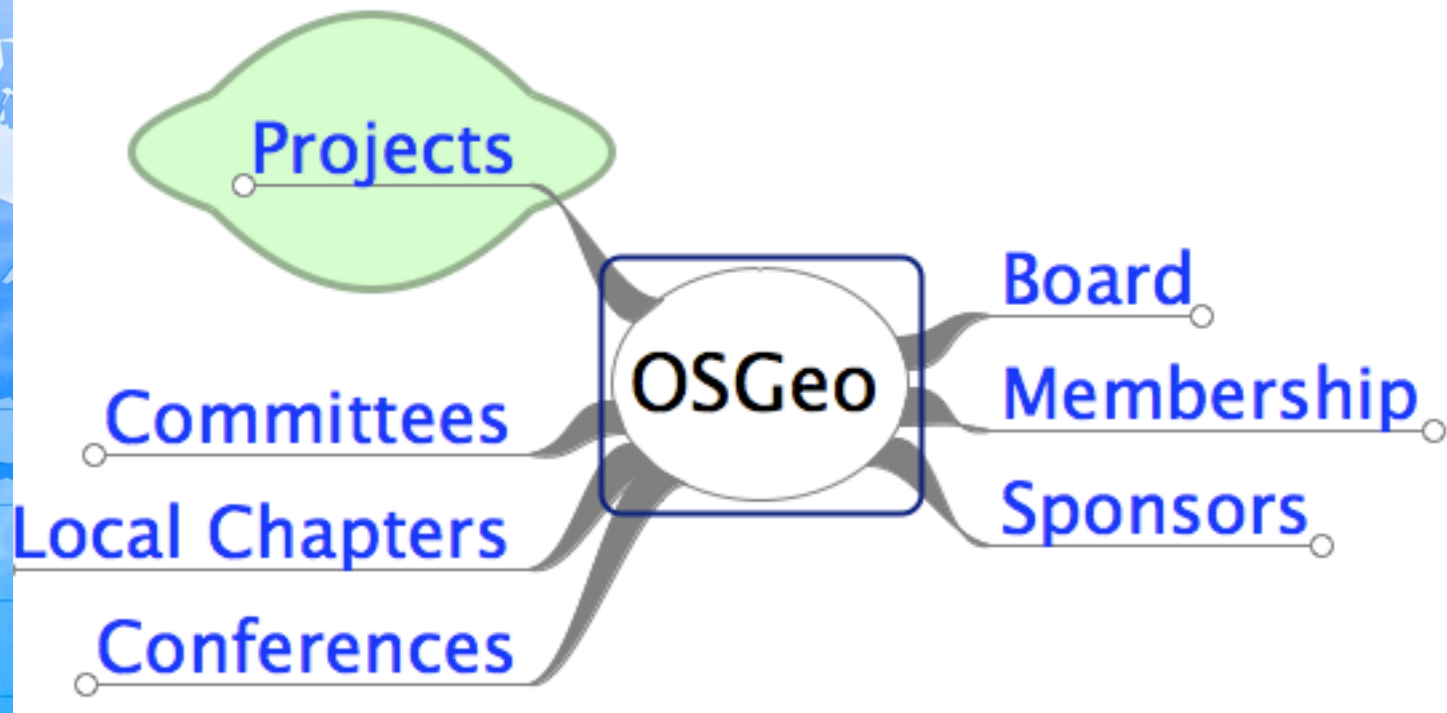 Projects
OSGeo
Board
Membership
Sponsors
Committees
Local Chapters
Conferences